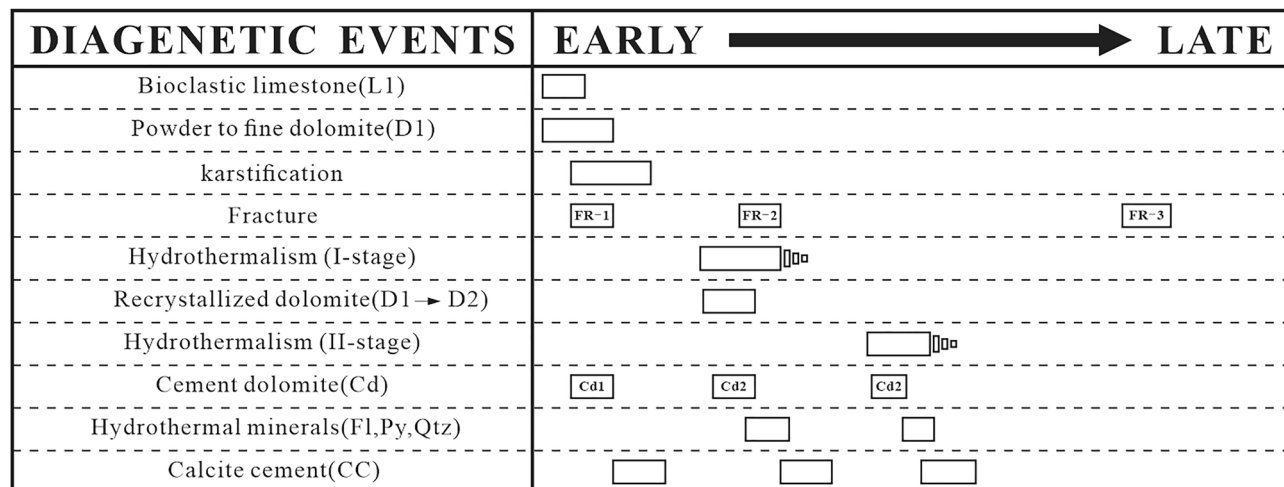 DIAGENETIC EVENTS EARLY LATE
Bioclastic limestone(L1)
Powder to fine dolomite(D1)
karstification
Fracture FR-1 FR-2 FR-3
Hydrothermalism (I-stage)
Recrystallized dolomite(D1→D2)
Hydrothermalism (II-stage)
Cement dolomite(Cd) Cd1 Cd2 Cd2
Hydrothermal minerals(Fl,Py,Qtz)
Calcite cement(CC)